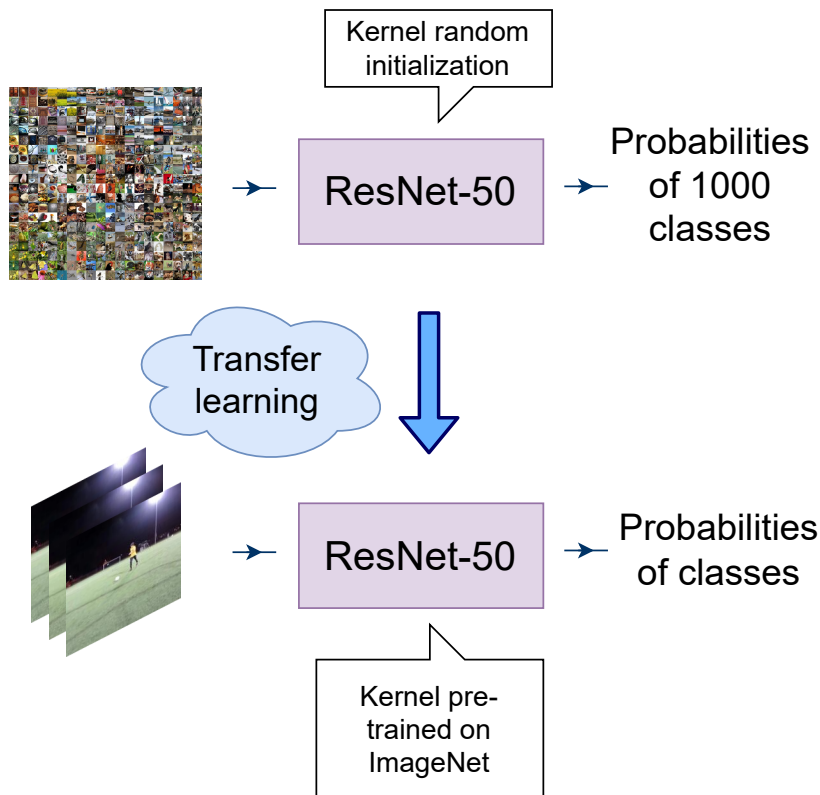 Kernel random
initialization
ResNet-50
Probabilities
of 1000
classes
Transfer
learning
ResNet-50
Probabilities
of classes
Kernel pre-
trained on
ImageNet